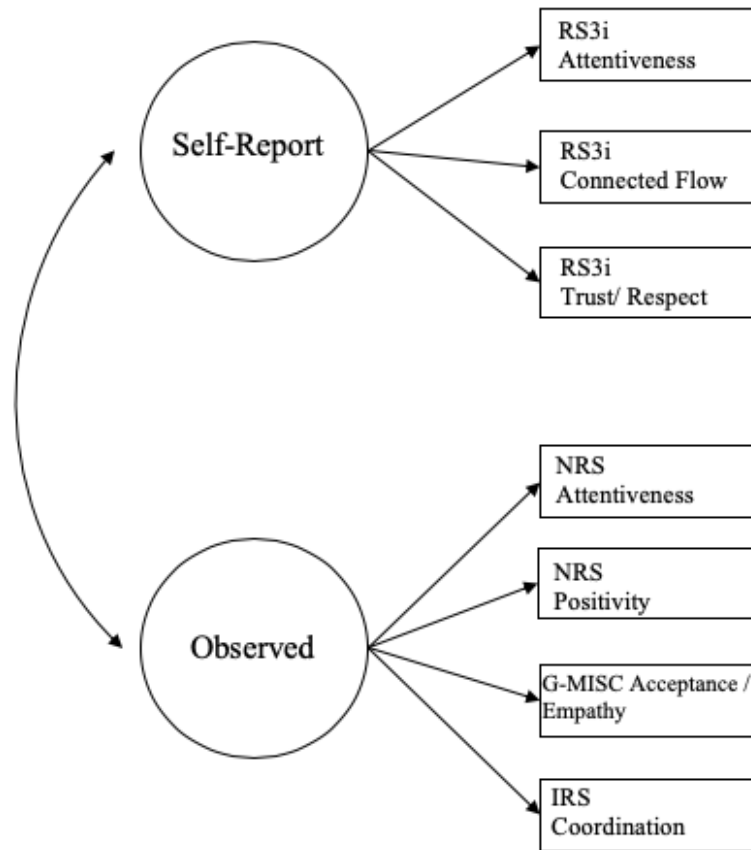 RS3i
Attentiveness
Self-Report
RS3i
Connected Flow
RS3i
Trust/ Respect
NRS
Attentiveness
NRS
Positivity
Observed
G-MISC Acceptance /
Empathy
IRS
Coordination